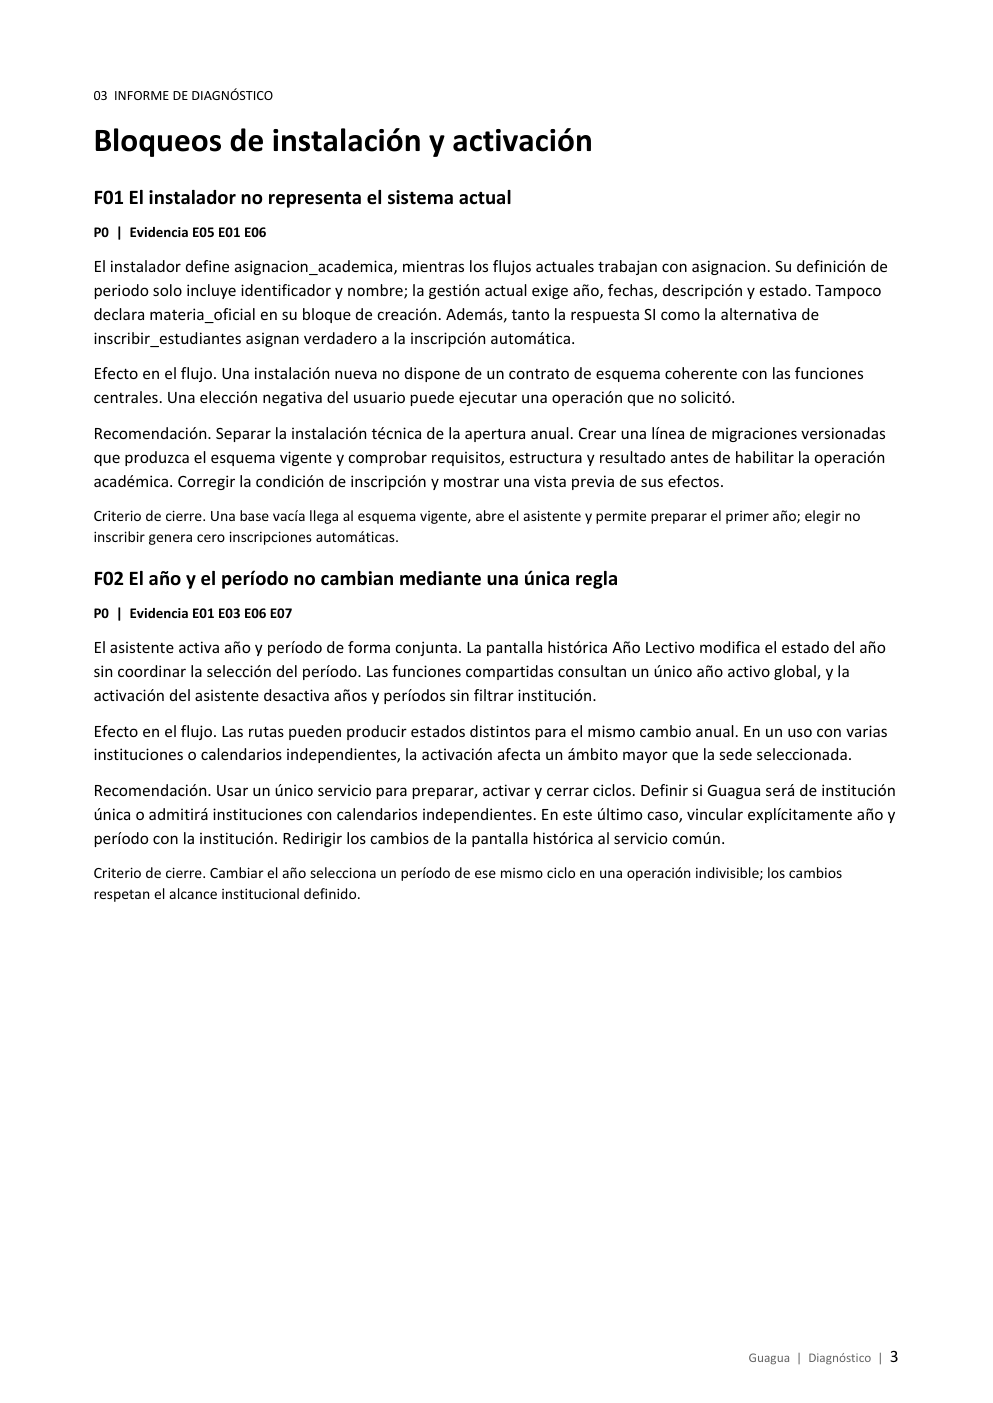 03 INFORME DE DIAGNÓSTICO
Bloqueos de instalación y activación
F01 El instalador no representa el sistema actual
P0 | Evidencia E05 E01 E06
El instalador define asignacion_academica, mientras los flujos actuales trabajan con asignacion. Su definición de
periodo solo incluye identificador y nombre; la gestión actual exige año, fechas, descripción y estado. Tampoco
declara materia_oficial en su bloque de creación. Además, tanto la respuesta SI como la alternativa de
inscribir_estudiantes asignan verdadero a la inscripción automática.
Efecto en el flujo. Una instalación nueva no dispone de un contrato de esquema coherente con las funciones
centrales. Una elección negativa del usuario puede ejecutar una operación que no solicitó.
Recomendación. Separar la instalación técnica de la apertura anual. Crear una línea de migraciones versionadas
que produzca el esquema vigente y comprobar requisitos, estructura y resultado antes de habilitar la operación
académica. Corregir la condición de inscripción y mostrar una vista previa de sus efectos.
Criterio de cierre. Una base vacía llega al esquema vigente, abre el asistente y permite preparar el primer año; elegir no
inscribir genera cero inscripciones automáticas.
F02 El año y el período no cambian mediante una única regla
P0 | Evidencia E01 E03 E06 E07
El asistente activa año y período de forma conjunta. La pantalla histórica Año Lectivo modifica el estado del año
sin coordinar la selección del período. Las funciones compartidas consultan un único año activo global, y la
activación del asistente desactiva años y períodos sin filtrar institución.
Efecto en el flujo. Las rutas pueden producir estados distintos para el mismo cambio anual. En un uso con varias
instituciones o calendarios independientes, la activación afecta un ámbito mayor que la sede seleccionada.
Recomendación. Usar un único servicio para preparar, activar y cerrar ciclos. Definir si Guagua será de institución
única o admitirá instituciones con calendarios independientes. En este último caso, vincular explícitamente año y
período con la institución. Redirigir los cambios de la pantalla histórica al servicio común.
Criterio de cierre. Cambiar el año selecciona un período de ese mismo ciclo en una operación indivisible; los cambios
respetan el alcance institucional definido.
Guagua | Diagnóstico | 3